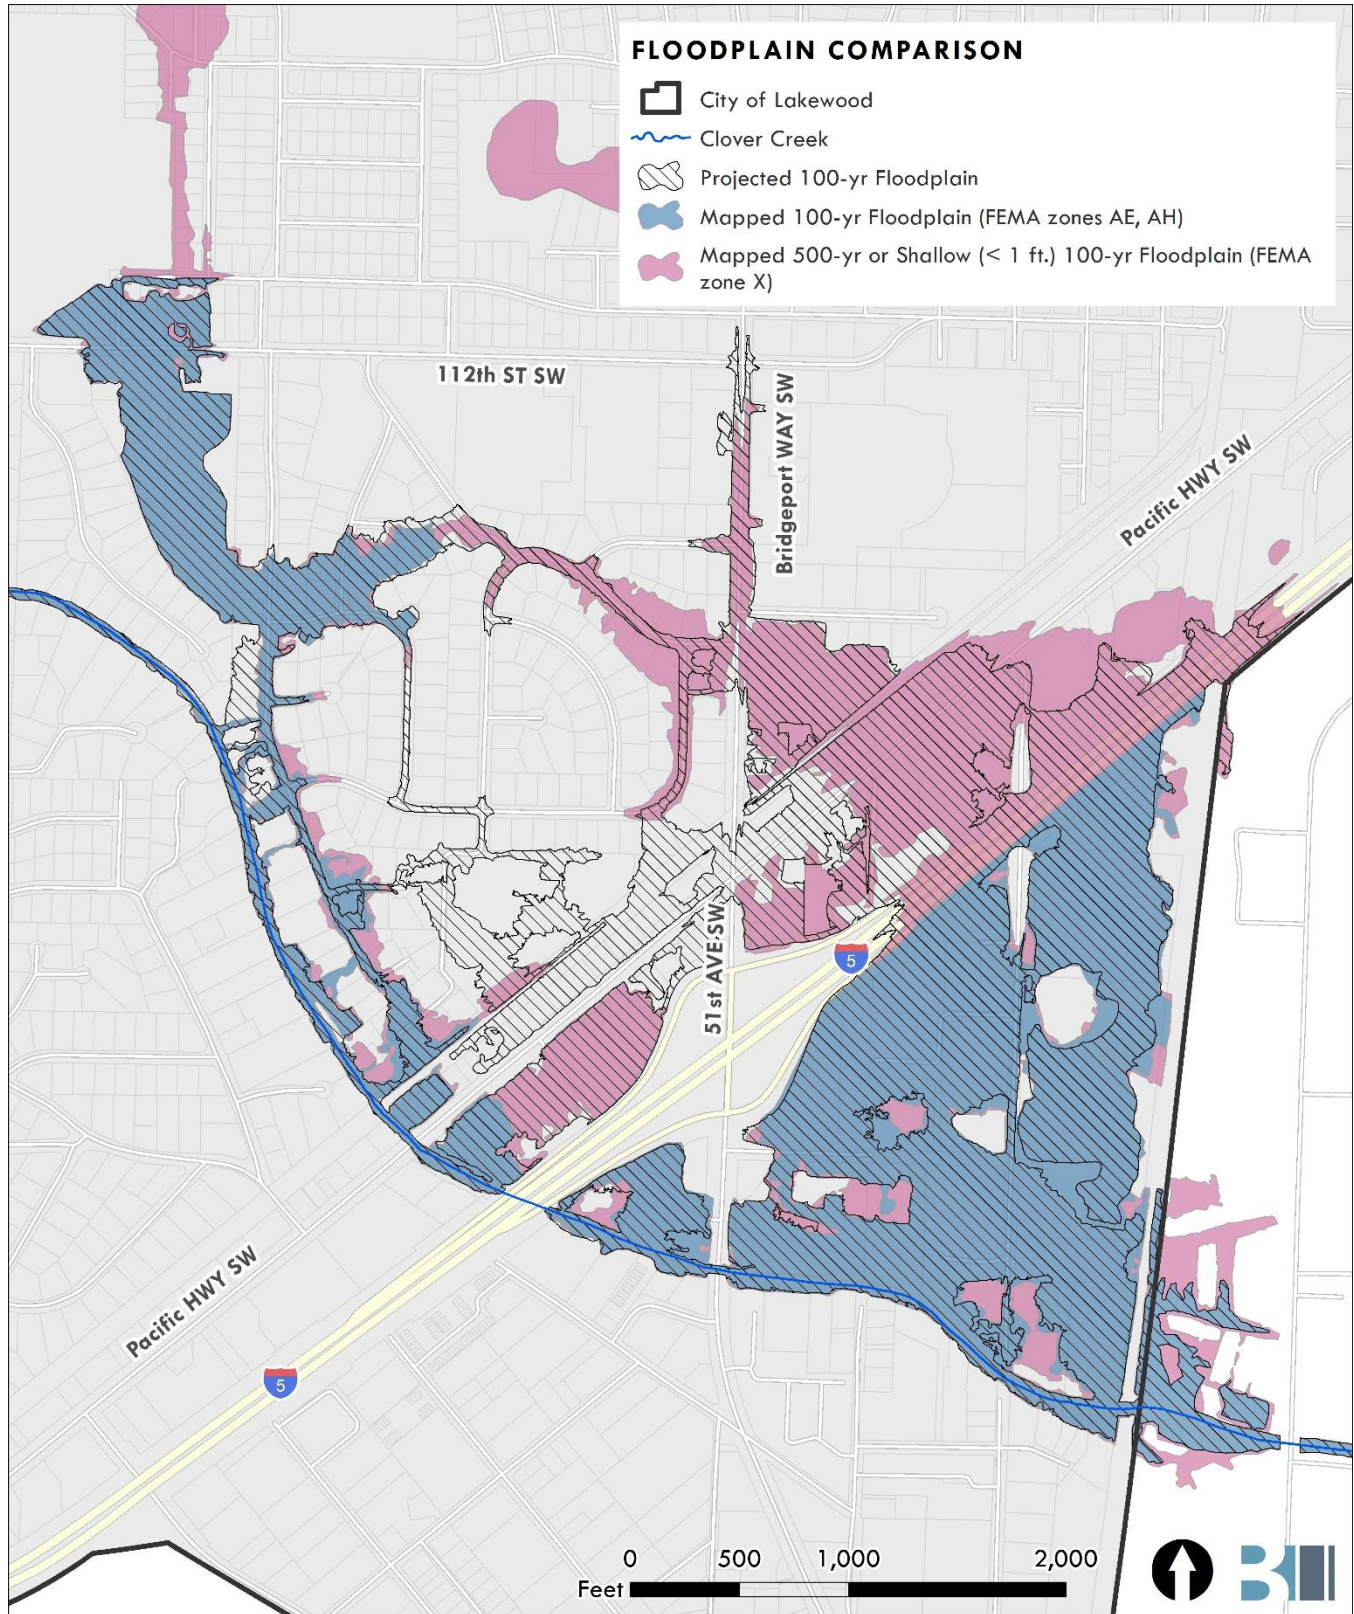 FLOODPLAIN COMPARISON
City of Lakewood
Clover Creek
Projected 100-yr Floodplain
Mapped 100-yr Floodplain (FEMA zones AE, AH)
Mapped 500-yr or Shallow (< 1 ft.) 100-yr Floodplain (FEMA
zone X)
112th ST SW
Bridgeport WAY SW
Pacific HWY SW
51st AVE SW
5
Pacific HWY SW
5
0 500 1,000 2,000
Feet